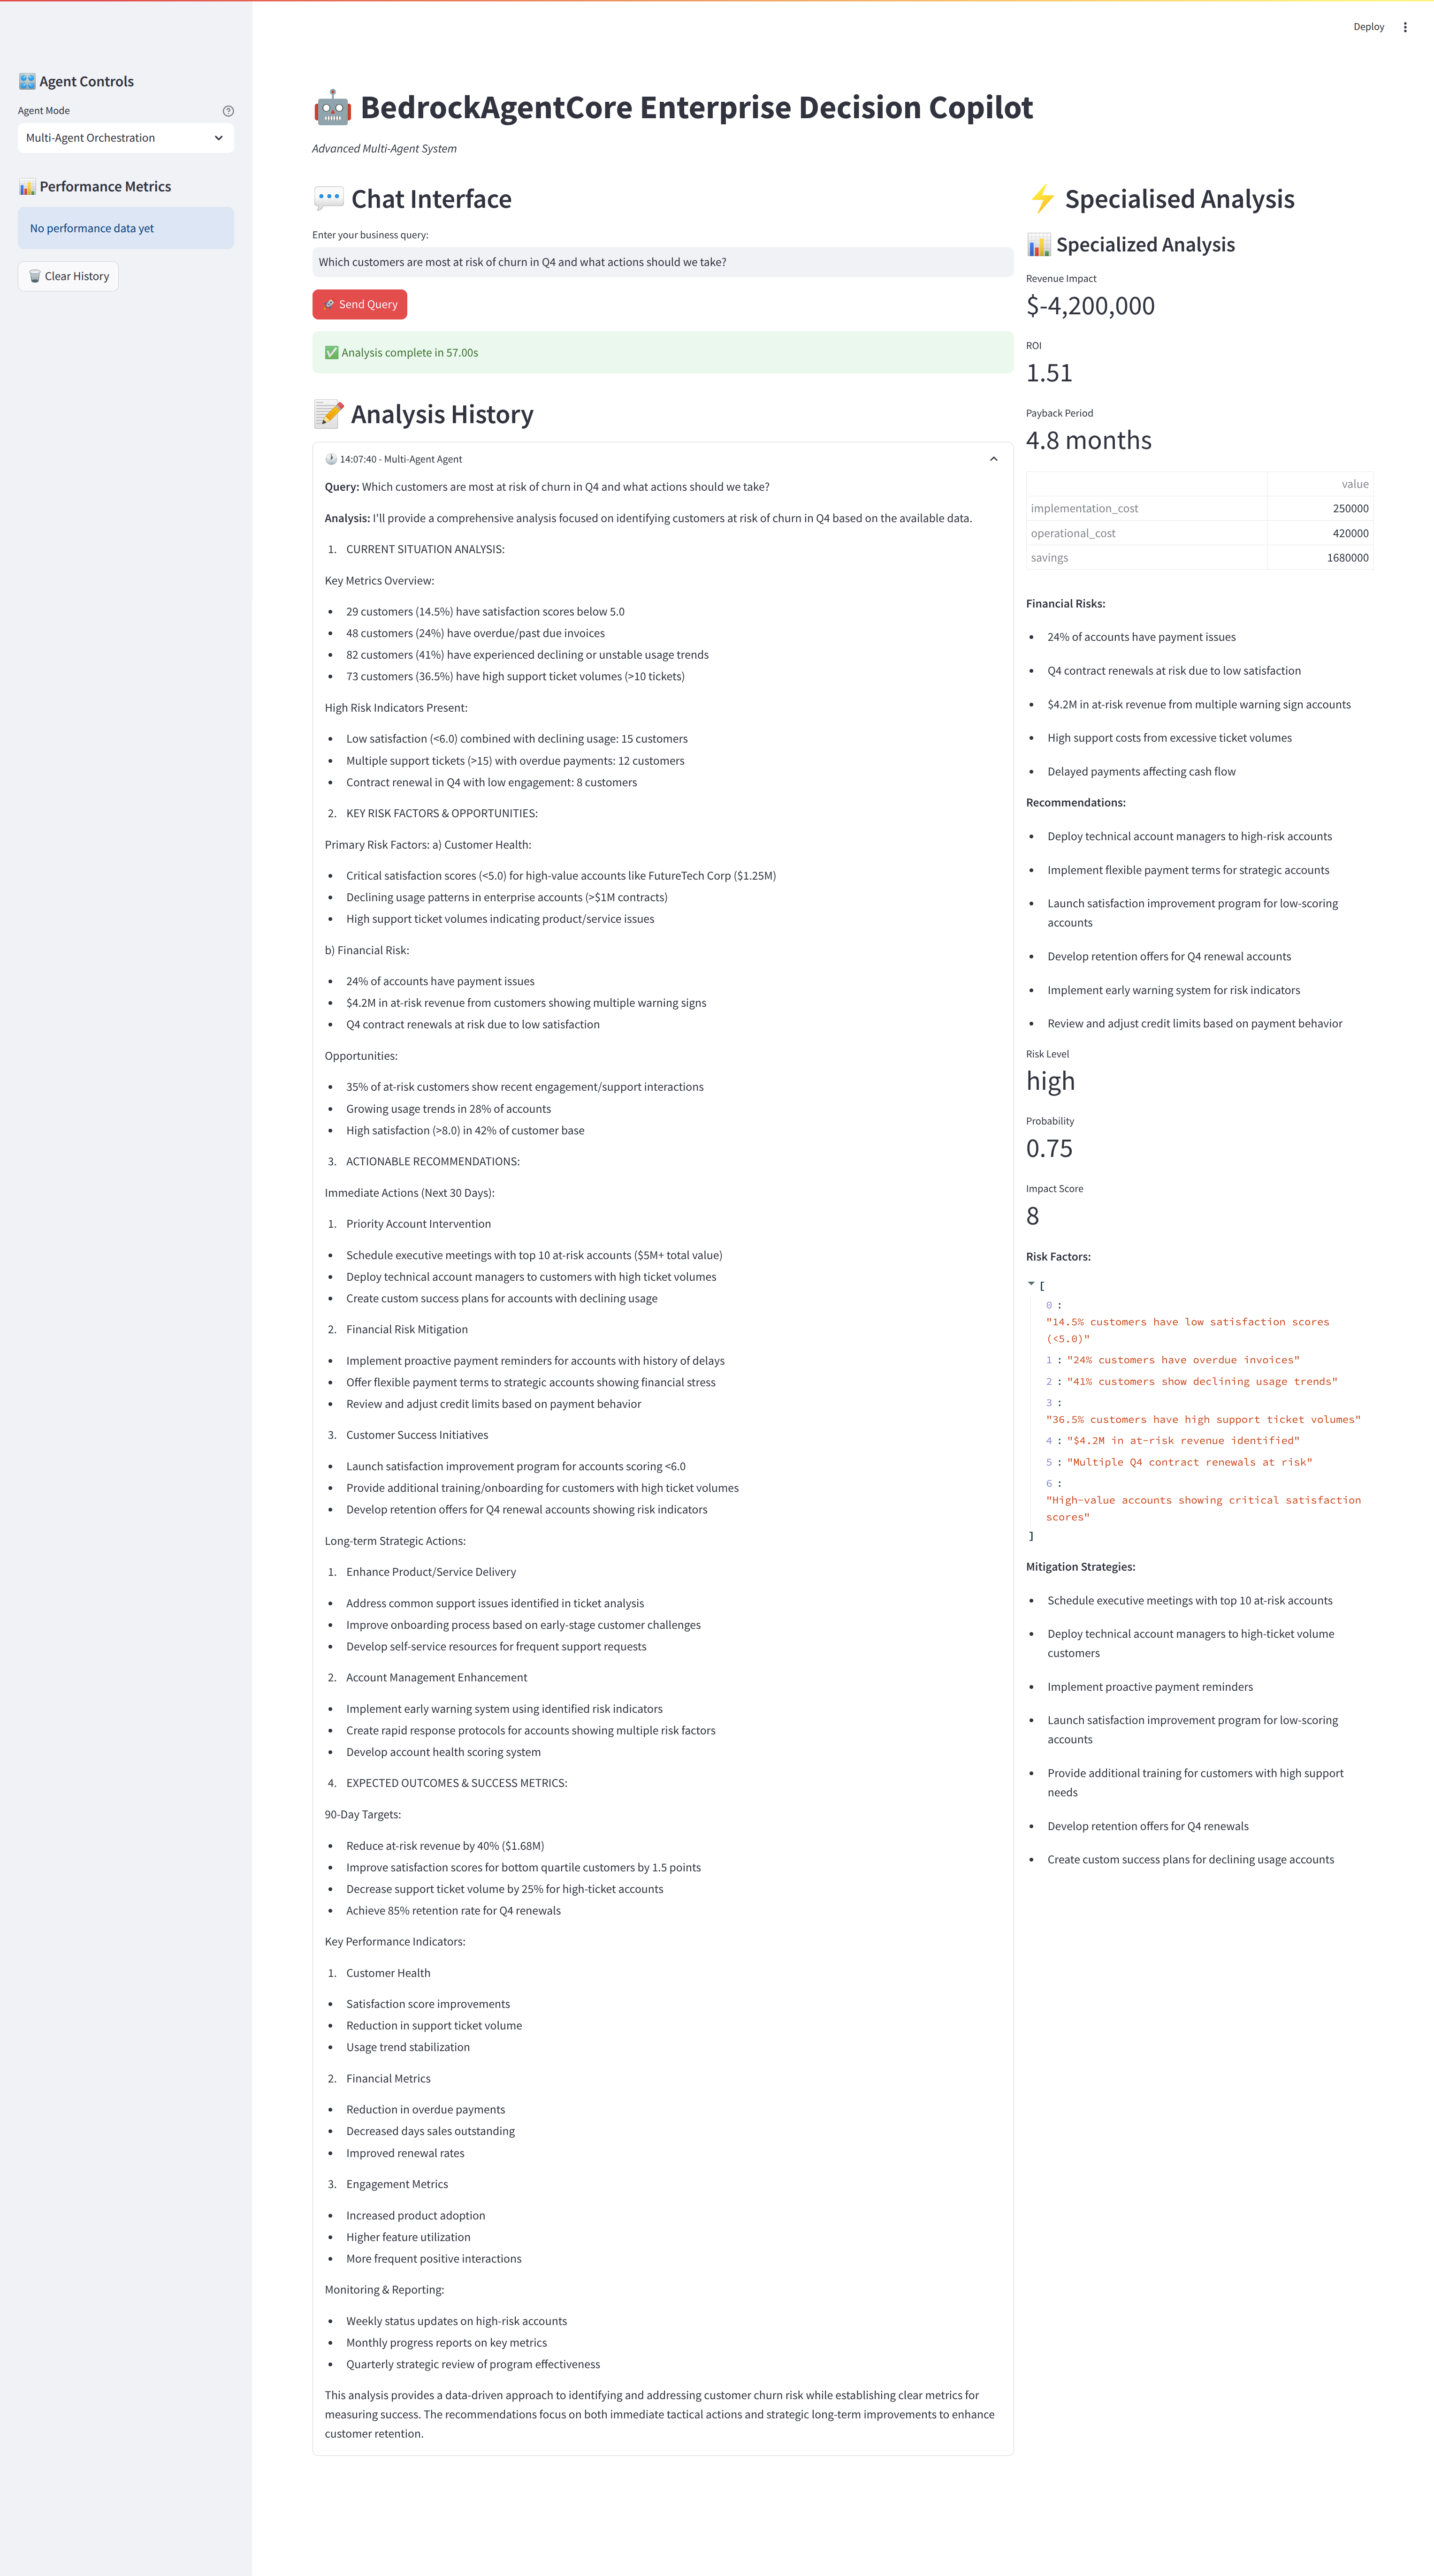 Deploy
Agent Controls
Agent Mode
Multi-Agent Orchestration
Performance Metrics
No performance data yet
Clear History
BedrockAgentCore Enterprise Decision Copilot
Advanced Multi-Agent System
Chat Interface
Enter your business query:
Which customers are most at risk of churn in Q4 and what actions should we take?
Send Query
Analysis complete in 57.00s
Analysis History
14:07:40 - Multi-Agent Agent
Query: Which customers are most at risk of churn in Q4 and what actions should we take?
Analysis: I'll provide a comprehensive analysis focused on identifying customers at risk of churn in Q4 based on the available data.
1. CURRENT SITUATION ANALYSIS:
Key Metrics Overview:
• 29 customers (14.5%) have satisfaction scores below 5.0
• 48 customers (24%) have overdue/past due invoices
• 82 customers (41%) have experienced declining or unstable usage trends
• 73 customers (36.5%) have high support ticket volumes (>10 tickets)
High Risk Indicators Present:
• Low satisfaction (<6.0) combined with declining usage: 15 customers
• Multiple support tickets (>15) with overdue payments: 12 customers
• Contract renewal in Q4 with low engagement: 8 customers
2. KEY RISK FACTORS & OPPORTUNITIES:
Primary Risk Factors: a) Customer Health:
• Critical satisfaction scores (<5.0) for high-value accounts like FutureTech Corp ($1.25M)
• Declining usage patterns in enterprise accounts (>$1M contracts)
• High support ticket volumes indicating product/service issues
b) Financial Risk:
• 24% of accounts have payment issues
• $4.2M in at-risk revenue from customers showing multiple warning signs
• Q4 contract renewals at risk due to low satisfaction
Opportunities:
• 35% of at-risk customers show recent engagement/support interactions
• Growing usage trends in 28% of accounts
• High satisfaction (>8.0) in 42% of customer base
3. ACTIONABLE RECOMMENDATIONS:
Immediate Actions (Next 30 Days):
1. Priority Account Intervention
• Schedule executive meetings with top 10 at-risk accounts ($5M+ total value)
• Deploy technical account managers to customers with high ticket volumes
• Create custom success plans for accounts with declining usage
2. Financial Risk Mitigation
• Implement proactive payment reminders for accounts with history of delays
• Offer flexible payment terms to strategic accounts showing financial stress
• Review and adjust credit limits based on payment behavior
3. Customer Success Initiatives
• Launch satisfaction improvement program for accounts scoring <6.0
• Provide additional training/onboarding for customers with high ticket volumes
• Develop retention offers for Q4 renewal accounts showing risk indicators
Long-term Strategic Actions:
1. Enhance Product/Service Delivery
• Address common support issues identified in ticket analysis
• Improve onboarding process based on early-stage customer challenges
• Develop self-service resources for frequent support requests
2. Account Management Enhancement
• Implement early warning system using identified risk indicators
• Create rapid response protocols for accounts showing multiple risk factors
• Develop account health scoring system
4. EXPECTED OUTCOMES & SUCCESS METRICS:
90-Day Targets:
• Reduce at-risk revenue by 40% ($1.68M)
• Improve satisfaction scores for bottom quartile customers by 1.5 points
• Decrease support ticket volume by 25% for high-ticket accounts
• Achieve 85% retention rate for Q4 renewals
Key Performance Indicators:
1. Customer Health
• Satisfaction score improvements
• Reduction in support ticket volume
• Usage trend stabilization
2. Financial Metrics
• Reduction in overdue payments
• Decreased days sales outstanding
• Improved renewal rates
3. Engagement Metrics
• Increased product adoption
• Higher feature utilization
• More frequent positive interactions
Monitoring & Reporting:
• Weekly status updates on high-risk accounts
• Monthly progress reports on key metrics
• Quarterly strategic review of program effectiveness
This analysis provides a data-driven approach to identifying and addressing customer churn risk while establishing clear metrics for
measuring success. The recommendations focus on both immediate tactical actions and strategic long-term improvements to enhance
customer retention.
Specialised Analysis
Specialized Analysis
Revenue Impact
$-4,200,000
ROI
1.51
Payback Period
4.8 months
value
implementation_cost 250000
operational_cost 420000
savings 1680000
Financial Risks:
• 24% of accounts have payment issues
• Q4 contract renewals at risk due to low satisfaction
• $4.2M in at-risk revenue from multiple warning sign accounts
• High support costs from excessive ticket volumes
• Delayed payments affecting cash flow
Recommendations:
• Deploy technical account managers to high-risk accounts
• Implement flexible payment terms for strategic accounts
• Launch satisfaction improvement program for low-scoring
accounts
• Develop retention offers for Q4 renewal accounts
• Implement early warning system for risk indicators
• Review and adjust credit limits based on payment behavior
Risk Level
high
Probability
0.75
Impact Score
8
Risk Factors:
[
0 :
"14.5% customers have low satisfaction scores
(<5.0)"
1 : "24% customers have overdue invoices"
2 : "41% customers show declining usage trends"
3 :
"36.5% customers have high support ticket volumes"
4 : "$4.2M in at-risk revenue identified"
5 : "Multiple Q4 contract renewals at risk"
6 :
"High-value accounts showing critical satisfaction
scores"
]
Mitigation Strategies:
• Schedule executive meetings with top 10 at-risk accounts
• Deploy technical account managers to high-ticket volume
customers
• Implement proactive payment reminders
• Launch satisfaction improvement program for low-scoring
accounts
• Provide additional training for customers with high support
needs
• Develop retention offers for Q4 renewals
• Create custom success plans for declining usage accounts